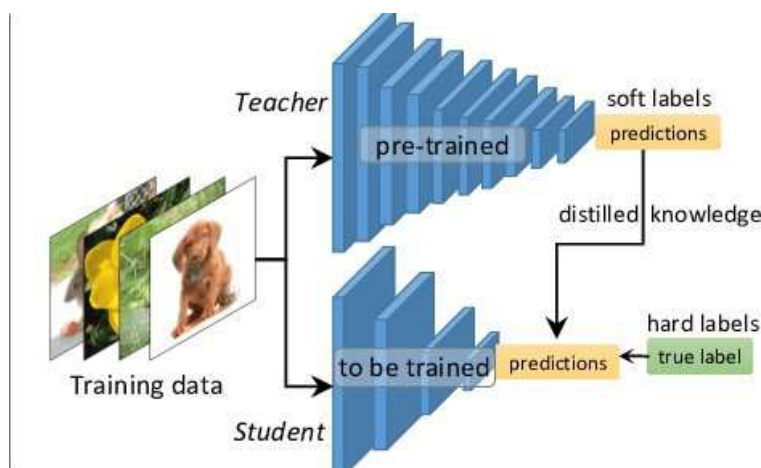 Teacher
pre-trained
soft labels
predictions
distilled knowledge
Training data
to be trained
predictions
hard labels
true label
Student